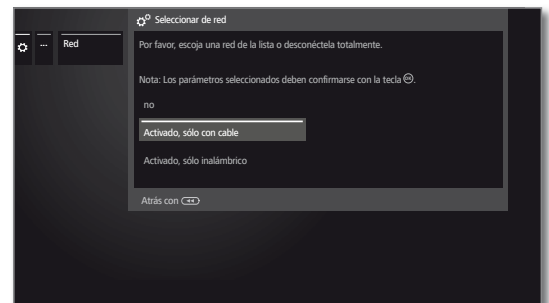 Seleccionar de red
... Red
Por favor, escoja una red de la lista o desconéctela totalmente.
Nota: Los parámetros seleccionados deben confirmarse con la tecla OK.
no
Activado, sólo con cable
Activado, sólo inalámbrico
Atrás con